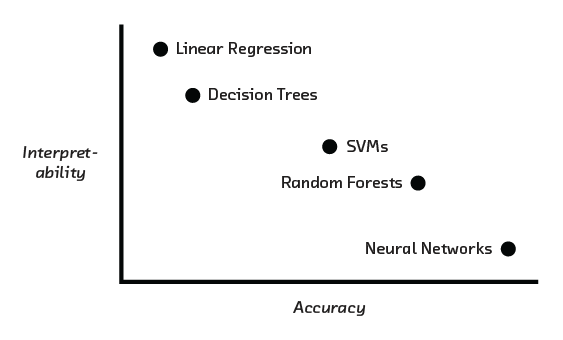 Linear Regression
Decision Trees
SVMs
Interpret-
ability
Random Forests
Neural Networks
Accuracy